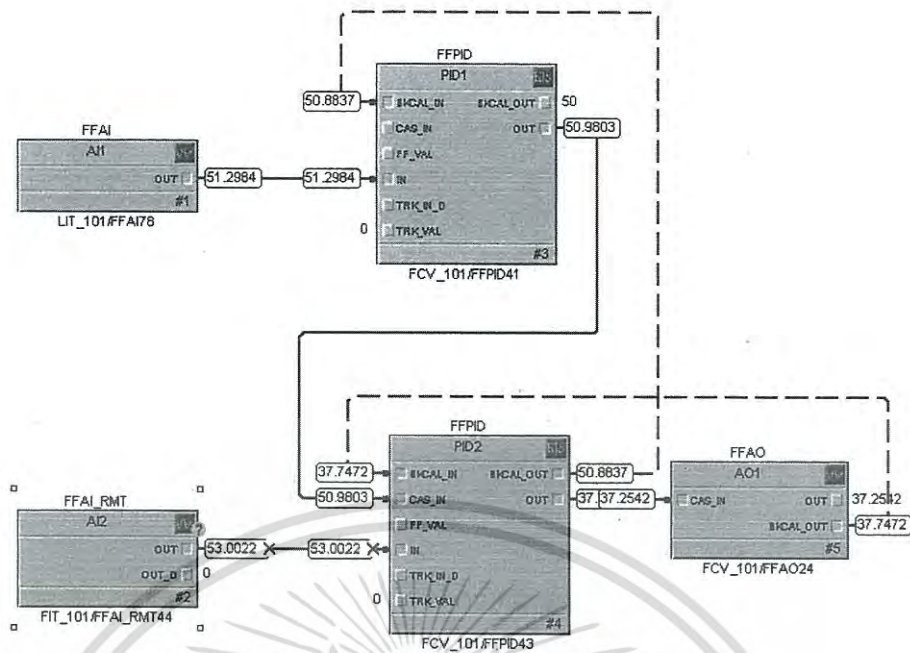 FFPID
PID1
50.8837
BKCAL_IN
BKCAL_OUT
50
CAS_IN
OUT
50.9803
FF_VAL
IN
TRK_IN_D
0
TRK_VAL
#3
FCV_101/FFPID41
FFAI
AI1
OUT
51.2984
51.2984
#1
LIT_101/FFAI78
FFPID
PID2
37.7472
BKCAL_IN
BKCAL_OUT
50.8837
50.9803
CAS_IN
OUT
37.
37.2542
FF_VAL
IN
TRK_IN_D
0
TRK_VAL
#4
FCV_101/FFPID43
FFAO
AO1
CAS_IN
OUT
37.2542
BKCAL_OUT
37.7472
#5
FCV_101/FFAO24
FFAI_RMT
AI2
?
OUT
53.0022
53.0022
OUT_D
0
#2
FIT_101/FFAI_RMT44